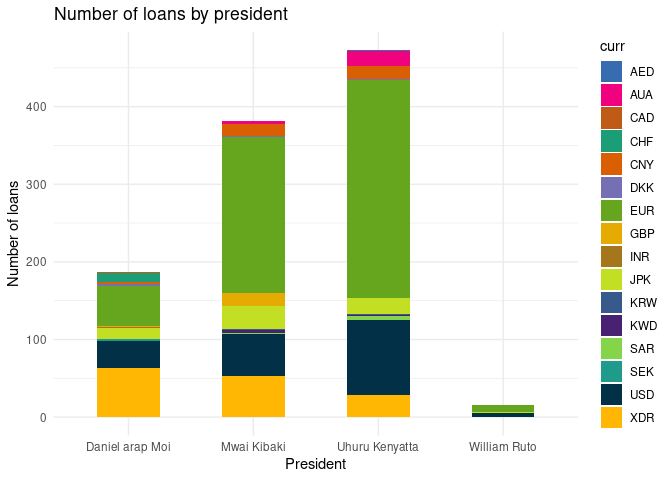 Number of loans by president
Number of loans
400
300
200
100
0
Daniel arap Moi
Mwai Kibaki
Uhuru Kenyatta
William Ruto
President
curr
AED
AUA
CAD
CHF
CNY
DKK
EUR
GBP
INR
JPK
KRW
KWD
SAR
SEK
USD
XDR